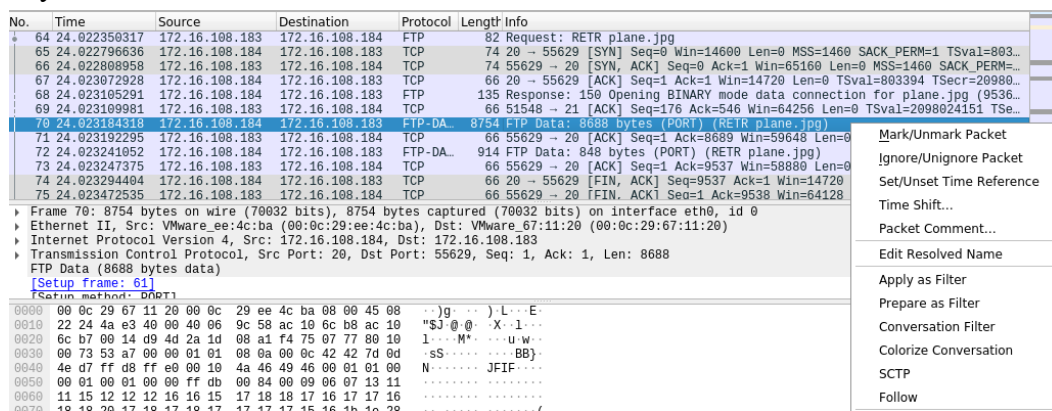 No. Time Source Destination Protocol Length Info
64 24.022350317 172.16.108.183 172.16.108.184 FTP 82 Request: RETR plane.jpg
65 24.022796636 172.16.108.184 172.16.108.183 TCP 74 20 → 55629 [SYN] Seq=0 Win=14600 Len=0 MSS=1460 SACK_PERM=1 TSval=803…
66 24.022808958 172.16.108.183 172.16.108.184 TCP 74 55629 → 20 [SYN, ACK] Seq=0 Ack=1 Win=65160 Len=0 MSS=1460 SACK_PERM=…
67 24.023072928 172.16.108.184 172.16.108.183 TCP 66 20 → 55629 [ACK] Seq=1 Ack=1 Win=14720 Len=0 TSval=803394 TSecr=20980…
68 24.023105291 172.16.108.184 172.16.108.183 FTP 135 Response: 150 Opening BINARY mode data connection for plane.jpg (9536…
69 24.023109981 172.16.108.183 172.16.108.184 TCP 66 51548 → 21 [ACK] Seq=176 Ack=546 Win=64256 Len=0 TSval=2098024151 TSe…
70 24.023184318 172.16.108.184 172.16.108.183 FTP-DA… 8754 FTP Data: 8688 bytes (PORT) (RETR plane.jpg)
71 24.023192295 172.16.108.183 172.16.108.184 TCP 66 55629 → 20 [ACK] Seq=1 Ack=8689 Win=59648 Len=0
72 24.023241052 172.16.108.184 172.16.108.183 FTP-DA… 914 FTP Data: 848 bytes (PORT) (RETR plane.jpg)
73 24.023247375 172.16.108.183 172.16.108.184 TCP 66 55629 → 20 [ACK] Seq=1 Ack=9537 Win=58880 Len=0
74 24.023294404 172.16.108.184 172.16.108.183 TCP 66 20 → 55629 [FIN, ACK] Seq=9537 Ack=1 Win=14720
75 24.023472535 172.16.108.183 172.16.108.184 TCP 66 55629 → 20 [FIN, ACK] Seq=1 Ack=9538 Win=64128
Mark/Unmark Packet
Ignore/Unignore Packet
Set/Unset Time Reference
Time Shift...
Packet Comment...
Edit Resolved Name
Apply as Filter
Prepare as Filter
Conversation Filter
Colorize Conversation
SCTP
Follow
Frame 70: 8754 bytes on wire (70032 bits), 8754 bytes captured (70032 bits) on interface eth0, id 0
Ethernet II, Src: VMware_ee:4c:ba (00:0c:29:ee:4c:ba), Dst: VMware_67:11:20 (00:0c:29:67:11:20)
Internet Protocol Version 4, Src: 172.16.108.184, Dst: 172.16.108.183
Transmission Control Protocol, Src Port: 20, Dst Port: 55629, Seq: 1, Ack: 1, Len: 8688
FTP Data (8688 bytes data)
[Setup frame: 61]
[Setup method: PORT]
0000 00 0c 29 67 11 20 00 0c 29 ee 4c ba 08 00 45 08 ··)g· ·· )·L···E·
0010 22 24 4a e3 40 00 40 06 9c 58 ac 10 6c b8 ac 10 "$J·@·@· ·X··l···
0020 6c b7 00 14 d9 4d 2a 1d 08 a1 f4 75 07 77 80 10 l····M*· ···u·w··
0030 00 73 53 a7 00 00 01 01 08 0a 00 0c 42 42 7d 0d ·sS····· ····BB}·
0040 4e d7 ff d8 ff e0 00 10 4a 46 49 46 00 01 01 00 N······· JFIF····
0050 00 01 00 01 00 00 ff db 00 84 00 09 06 07 13 11 ········ ········
0060 11 15 12 12 12 16 16 15 17 18 18 17 16 17 17 16 ········ ········